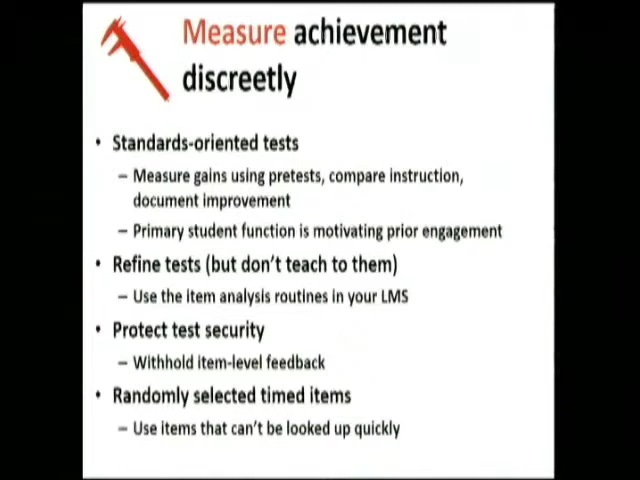 Measure achievement
discreetly
• Standards-oriented tests
– Measure gains using pretests, compare instruction,
document improvement
– Primary student function is motivating prior engagement
• Refine tests (but don't teach to them)
– Use the item analysis routines in your LMS
• Protect test security
– Withhold item-level feedback
• Randomly selected timed items
– Use items that can't be looked up quickly